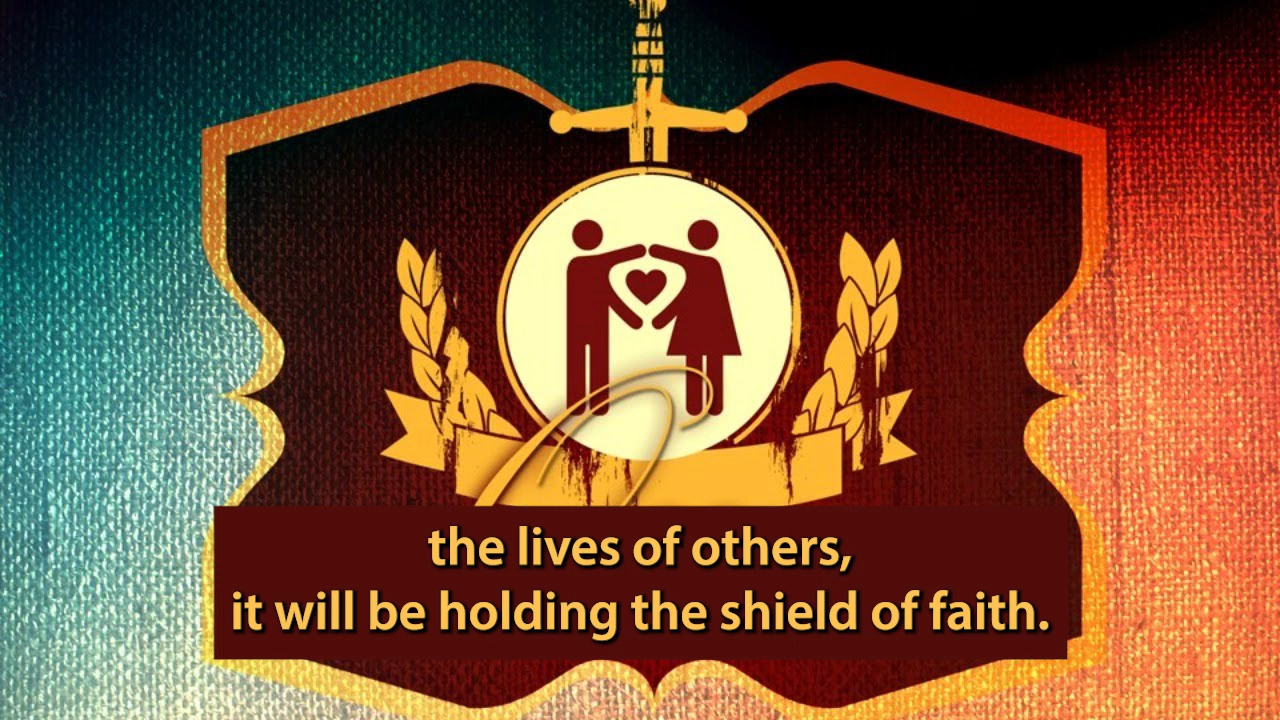 the lives of others,
it will be holding the shield of faith.